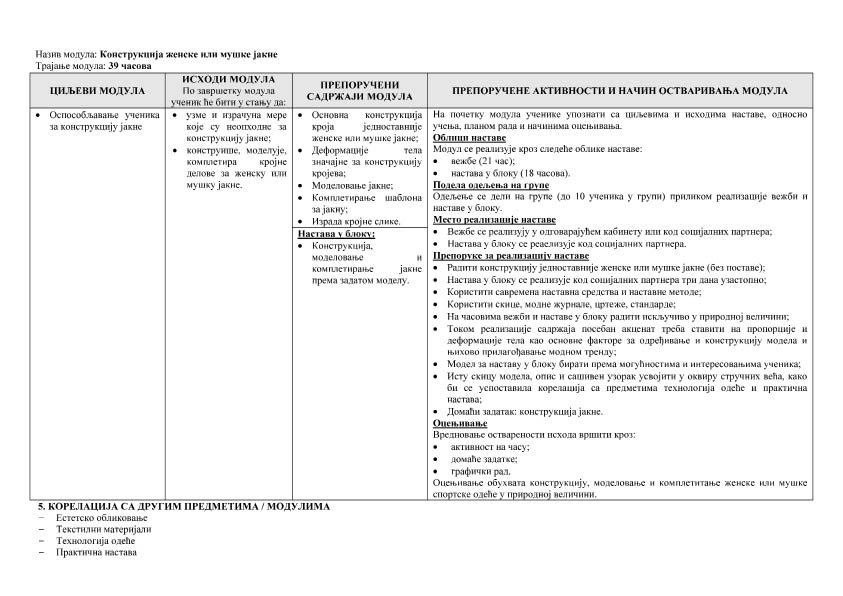 Назив модула: Конструкција женске или мушке јакне
Трајање модула: 39 часова
ЦИЉЕВИ МОДУЛА
ИСХОДИ МОДУЛА
По завршетку модула
ученик ће бити у стању да:
ПРЕПОРУЧЕНИ
САДРЖАЈИ МОДУЛА
ПРЕПОРУЧЕНЕ АКТИВНОСТИ И НАЧИН ОСТВАРИВАЊА МОДУЛА
• Оспособљавање ученика
за конструкцију јакне
• узме и израчуна мере
које су неопходне за
конструкцију јакне;
• конструише, моделује,
комплетира кројне
делове за женску или
мушку јакне.
• Основна конструкција
кроја једноставније
женске или мушке јакне;
• Деформације тела
значајне за конструкцију
кројева;
• Моделовање јакне;
• Комплетирање шаблона
за јакну;
• Израда кројне слике.
Настава у блоку:
• Конструкција,
моделовање и
комплетирање јакне
према задатом моделу.
На почетку модула ученике упознати са циљевима и исходима наставе, односно
учења, планом рада и начинима оцењивања.
Облици наставе
Модул се реализује кроз следеће облике наставе:
• вежбе (21 час);
• настава у блоку (18 часова).
Подела одељења на групе
Одељење се дели на групе (до 10 ученика у групи) приликом реализације вежби и
наставе у блоку.
Место реализације наставе
• Вежбе се реализују у одговарајућем кабинету или код социјалних партнера;
• Настава у блоку се реаелизује код социјалних партнера.
Препоруке за реализацију наставе
• Радити конструкцију једноставније женске или мушке јакне (без поставе);
• Настава у блоку се реализује код социјалних партнера три дана узастопно;
• Користити савремена наставна средства и наставне методе;
• Користити скице, модне журнал, цртеже, стандарде;
• На часовима вежби и наставе у блоку радити искључиво у природној величини;
• Током реализације садржаја посебан акценат треба ставити на пропорције и
деформације тела као основне факторе за одређивање и конструкцију модела и
њихово прилагођавање модном тренду;
• Модел за наставу у блоку бирати према могућностима и интересовањима ученика;
• Исту скицу модела, опис и сашивен узорак усвојити у оквиру стручних већа, како
би се успоставила корелација са предметима технологија одеће и практична
настава;
• Домаћи задатак: конструкција јакне.
Оцењивање
Вредновање остварености исхода вршити кроз:
• активност на часу;
• домаће задатке;
• графички рад.
Оцењивање обухвата конструкцију, моделовање и комплетитање женске или мушке
спортске одеће у природној величини.
5. КОРЕЛАЦИЈА СА ДРУГИМ ПРЕДМЕТИМА / МОДУЛИМА
− Естетско обликовање
− Текстилни материјали
− Технологија одеће
− Практична настава